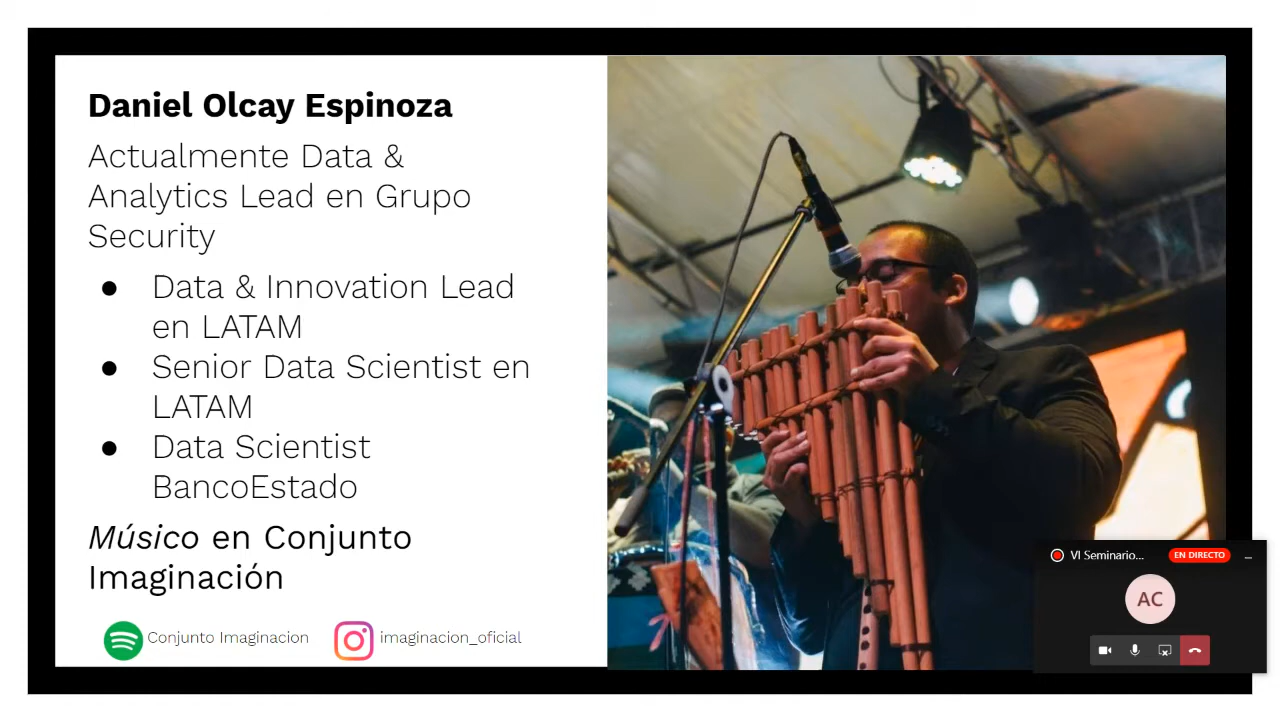 Daniel Olcay Espinoza
Actualmente Data &
Analytics Lead en Grupo
Security
● Data & Innovation Lead
en LATAM
● Senior Data Scientist en
LATAM
● Data Scientist
BancoEstado
Músico en Conjunto
Imaginación
Conjunto Imaginacion
imaginacion_oficial
VI Seminario...
EN DIRECTO
AC